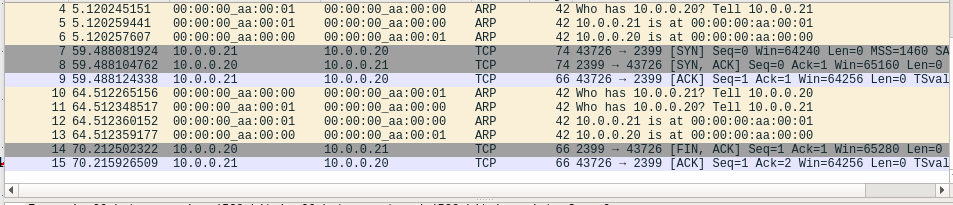 4 5.120245151 00:00:00_aa:00:01 00:00:00_aa:00:00 ARP 42 Who has 10.0.0.20? Tell 10.0.0.21
5 5.120259441 00:00:00_aa:00:01 00:00:00_aa:00:00 ARP 42 10.0.0.21 is at 00:00:00:aa:00:01
6 5.120257607 00:00:00_aa:00:00 00:00:00_aa:00:01 ARP 42 10.0.0.20 is at 00:00:00:aa:00:00
7 59.488081924 10.0.0.21 10.0.0.20 TCP 74 43726 → 2399 [SYN] Seq=0 Win=64240 Len=0 MSS=1460 SA
8 59.488104762 10.0.0.20 10.0.0.21 TCP 74 2399 → 43726 [SYN, ACK] Seq=0 Ack=1 Win=65160 Len=0
9 59.488124338 10.0.0.21 10.0.0.20 TCP 66 43726 → 2399 [ACK] Seq=1 Ack=1 Win=64256 Len=0 TSval
10 64.512265156 00:00:00_aa:00:00 00:00:00_aa:00:01 ARP 42 Who has 10.0.0.21? Tell 10.0.0.20
11 64.512348517 00:00:00_aa:00:01 00:00:00_aa:00:00 ARP 42 Who has 10.0.0.20? Tell 10.0.0.21
12 64.512360152 00:00:00_aa:00:01 00:00:00_aa:00:00 ARP 42 10.0.0.21 is at 00:00:00:aa:00:01
13 64.512359177 00:00:00_aa:00:00 00:00:00_aa:00:01 ARP 42 10.0.0.20 is at 00:00:00:aa:00:00
14 70.212502322 10.0.0.20 10.0.0.21 TCP 66 2399 → 43726 [FIN, ACK] Seq=1 Ack=1 Win=65280 Len=0
15 70.215926509 10.0.0.21 10.0.0.20 TCP 66 43726 → 2399 [ACK] Seq=1 Ack=2 Win=64256 Len=0 TSval